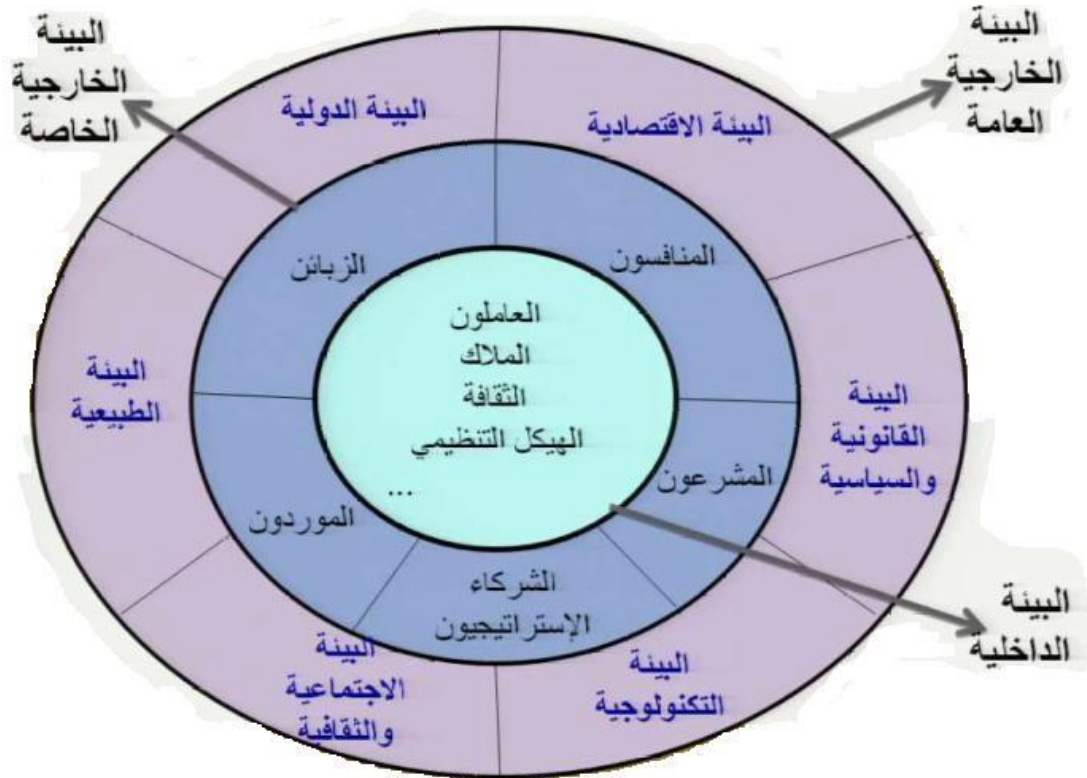 البيئة
الخارجية
العامة
البيئة
الخارجية
الخاصة
البيئة الاقتصادية
البيئة الدولية
المنافسون
الزبائن
العاملون
الملاك
الثقافة
الهيكل التنظيمي
...
البيئة
القانونية
والسياسية
البيئة
الطبيعية
المشرعون
الموردون
الشركاء
الإستراتيجيون
البيئة
التكنولوجية
البيئة
الاجتماعية
والثقافية
البيئة
الداخلية